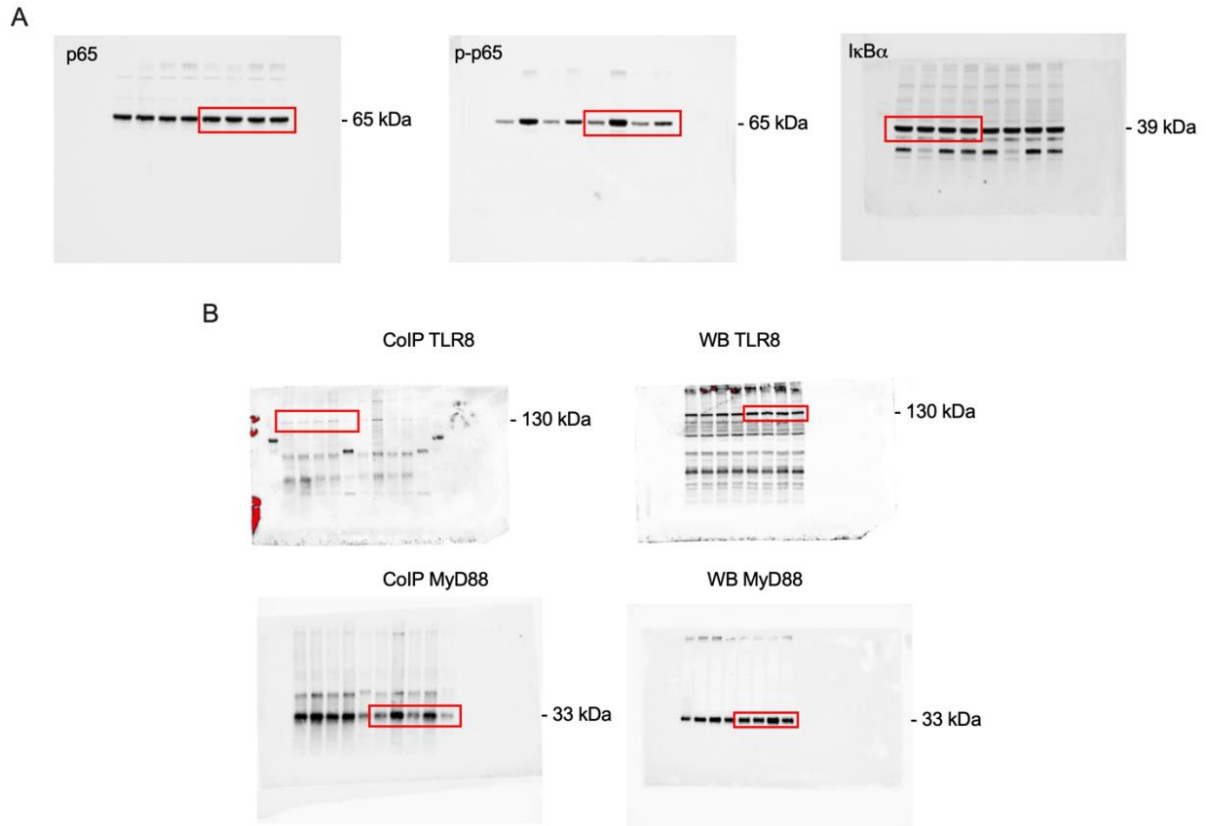 A
p65
- 65 kDa
p-p65
- 65 kDa
IκBα
- 39 kDa
B
CoIP TLR8
- 130 kDa
WB TLR8
- 130 kDa
CoIP MyD88
- 33 kDa
WB MyD88
- 33 kDa